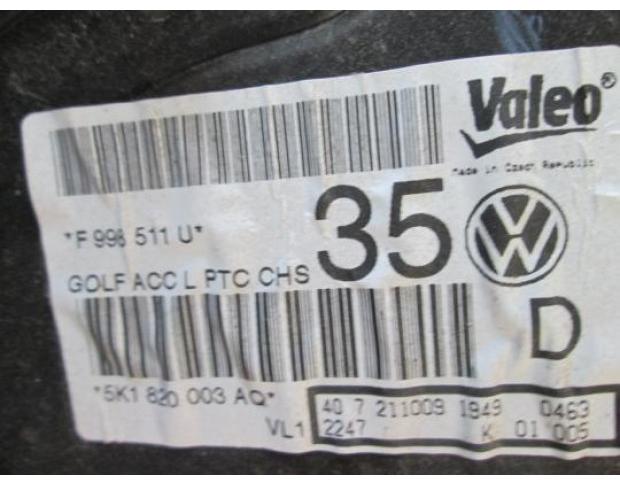 Valeo®
Made in Czech Republic
*F 998 511 U*
35
VW
GOLF ACC L PTC CHS
D
*5K1 820 003 AQ*
VL1
40 7 211009 1949 0463
2247 K 01 005